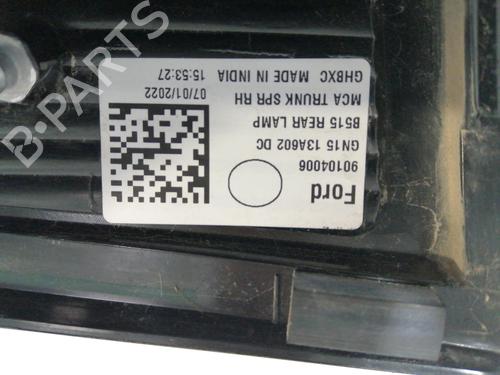 Ford
90104006
GN15 13A602 DC
B515 REAR LAMP
MCA TRUNK SPR RH
07/01/2022 15:53:27
GHBXC MADE IN INDIA
B-PARTS